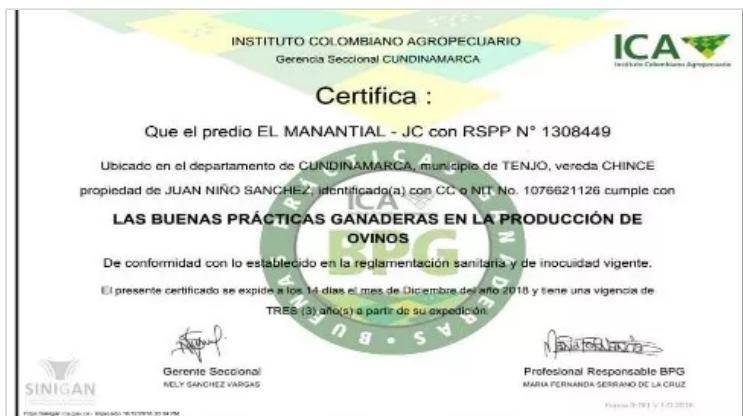 INSTITUTO COLOMBIANO AGROPECUARIO
Gerencia Seccional CUNDINAMARCA
ICA
Instituto Colombiano Agropecuario
Certifica :
Que el predio EL MANANTIAL - JC con RSPP N° 1308449
Ubicado en el departamento de CUNDINAMARCA, municipio de TENJO, vereda CHINCE
propiedad de JUAN NIÑO SANCHEZ, identificado(a) con CC o NIT No. 1076621126 cumple con
LAS BUENAS PRÁCTICAS GANADERAS EN LA PRODUCCIÓN DE
OVINOS
De conformidad con lo establecido en la reglamentación sanitaria y de inocuidad vigente.
El presente certificado se expide a los 14 días el mes de Diciembre del año 2018 y tiene una vigencia de
TRES (3) año(s) a partir de su expedición.
BUENAS PRÁCTICAS GANADERAS
ICA
BPG
Gerente Seccional
NELY SANCHEZ VARGAS
Profesional Responsable BPG
MARIA FERNANDA SERRANO DE LA CRUZ
SINIGAN